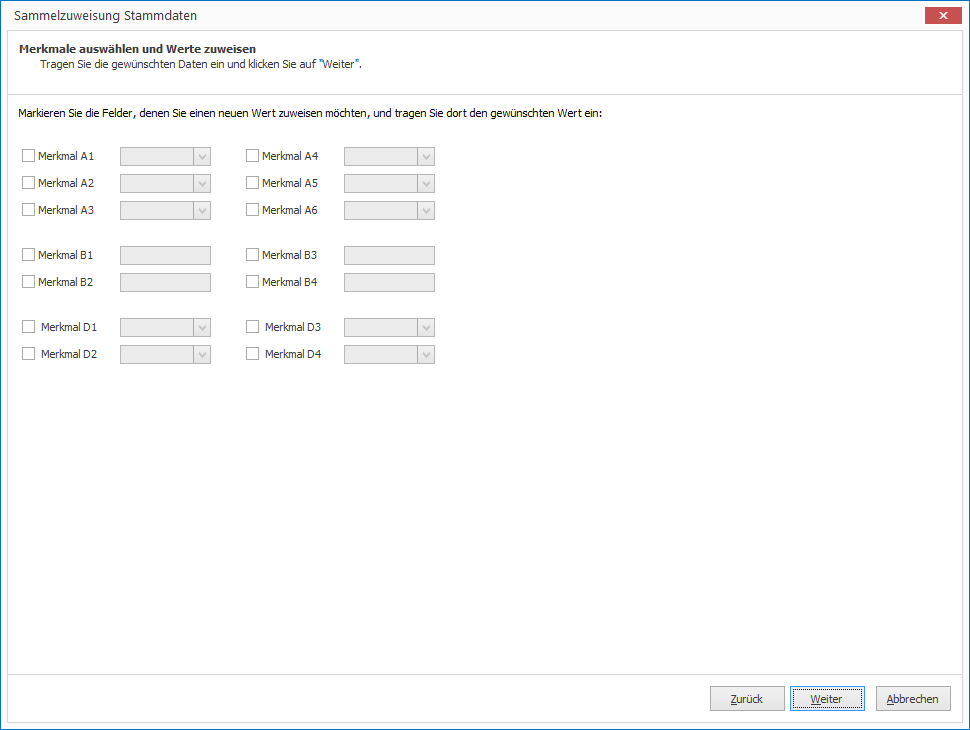 Sammelzuweisung Stammdaten
Merkmale auswählen und Werte zuweisen
Tragen Sie die gewünschten Daten ein und klicken Sie auf "Weiter".
Markieren Sie die Felder, denen Sie einen neuen Wert zuweisen möchten, und tragen Sie dort den gewünschten Wert ein:
Merkmal A1 Merkmal A4
Merkmal A2 Merkmal A5
Merkmal A3 Merkmal A6
Merkmal B1 Merkmal B3
Merkmal B2 Merkmal B4
Merkmal D1 Merkmal D3
Merkmal D2 Merkmal D4
Zurück Weiter Abbrechen